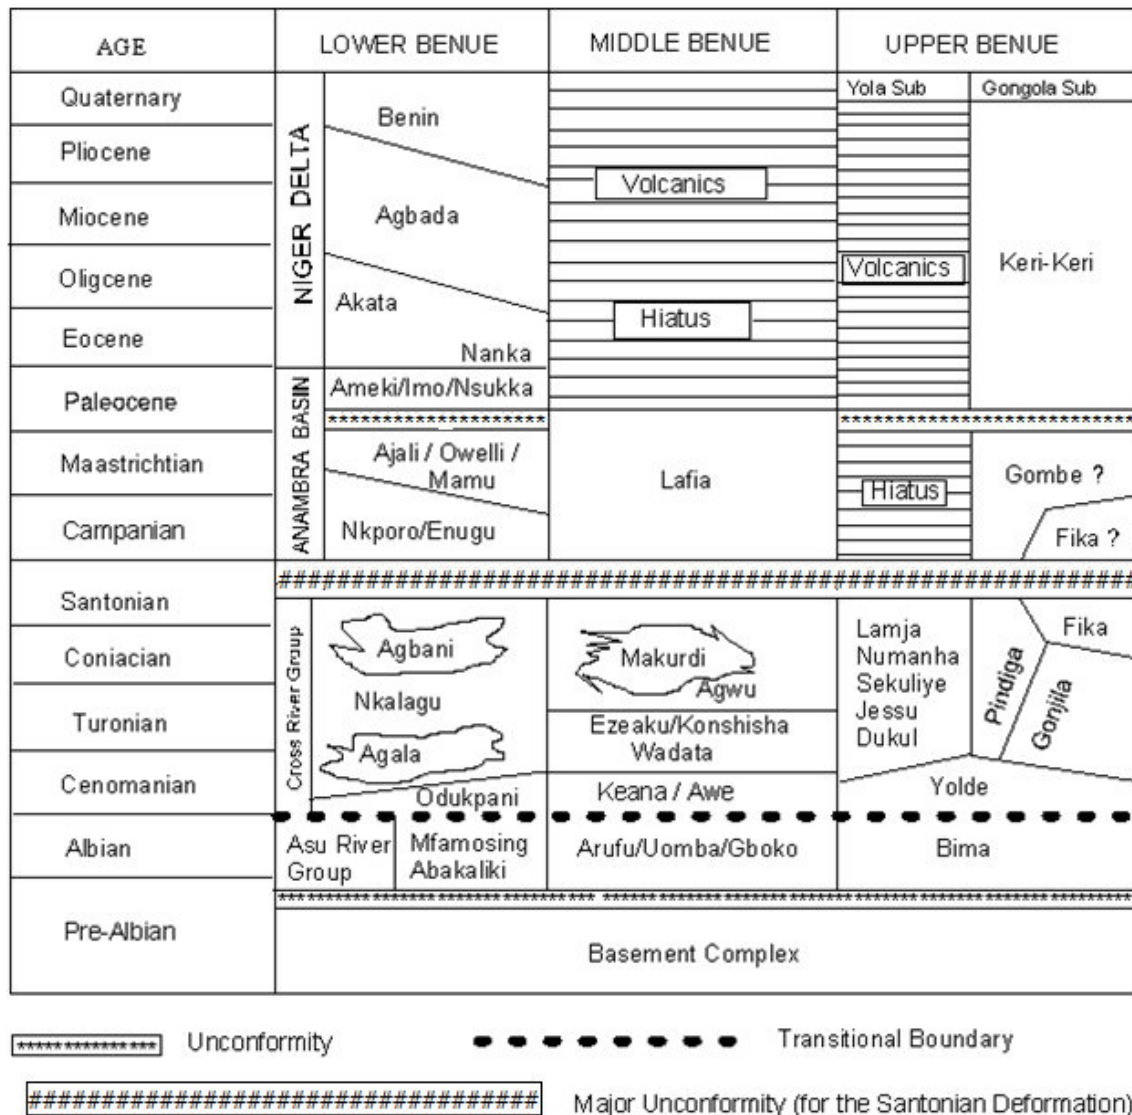 AGE LOWER BENUE MIDDLE BENUE UPPER BENUE
Quaternary Yola Sub Gongola Sub
Benin
Pliocene
Volcanics
Miocene Agbada
NIGER DELTA
Oligcene Volcanics Keri-Keri
Akata
Hiatus
Eocene
Nanka
Paleocene Ameki/Imo/Nsukka
********************
ANAMBRA BASIN
Maastrichtian Ajali / Owelli /
Mamu
Lafia Hiatus Gombe ?
Campanian Nkporo/Enugu Fika ?
##########################################################
Santonian
Cross River Group
Coniacian Agbani Makurdi Lamja Fika
Agwu Numanha
Nkalagu Sekuliye
Turonian Ezeaku/Konshisha Jessu
Wadata Dukul
Pindiga
Gonjila
Agala
Cenomanian Odukpani Keana / Awe Yolde
Albian Asu River Mfamosing Arufu/Uomba/Gboko Bima
Group Abakaliki
Pre-Albian
Basement Complex
*************** Unconformity Transitional Boundary
################################### Major Unconformity (for the Santonian Deformation)